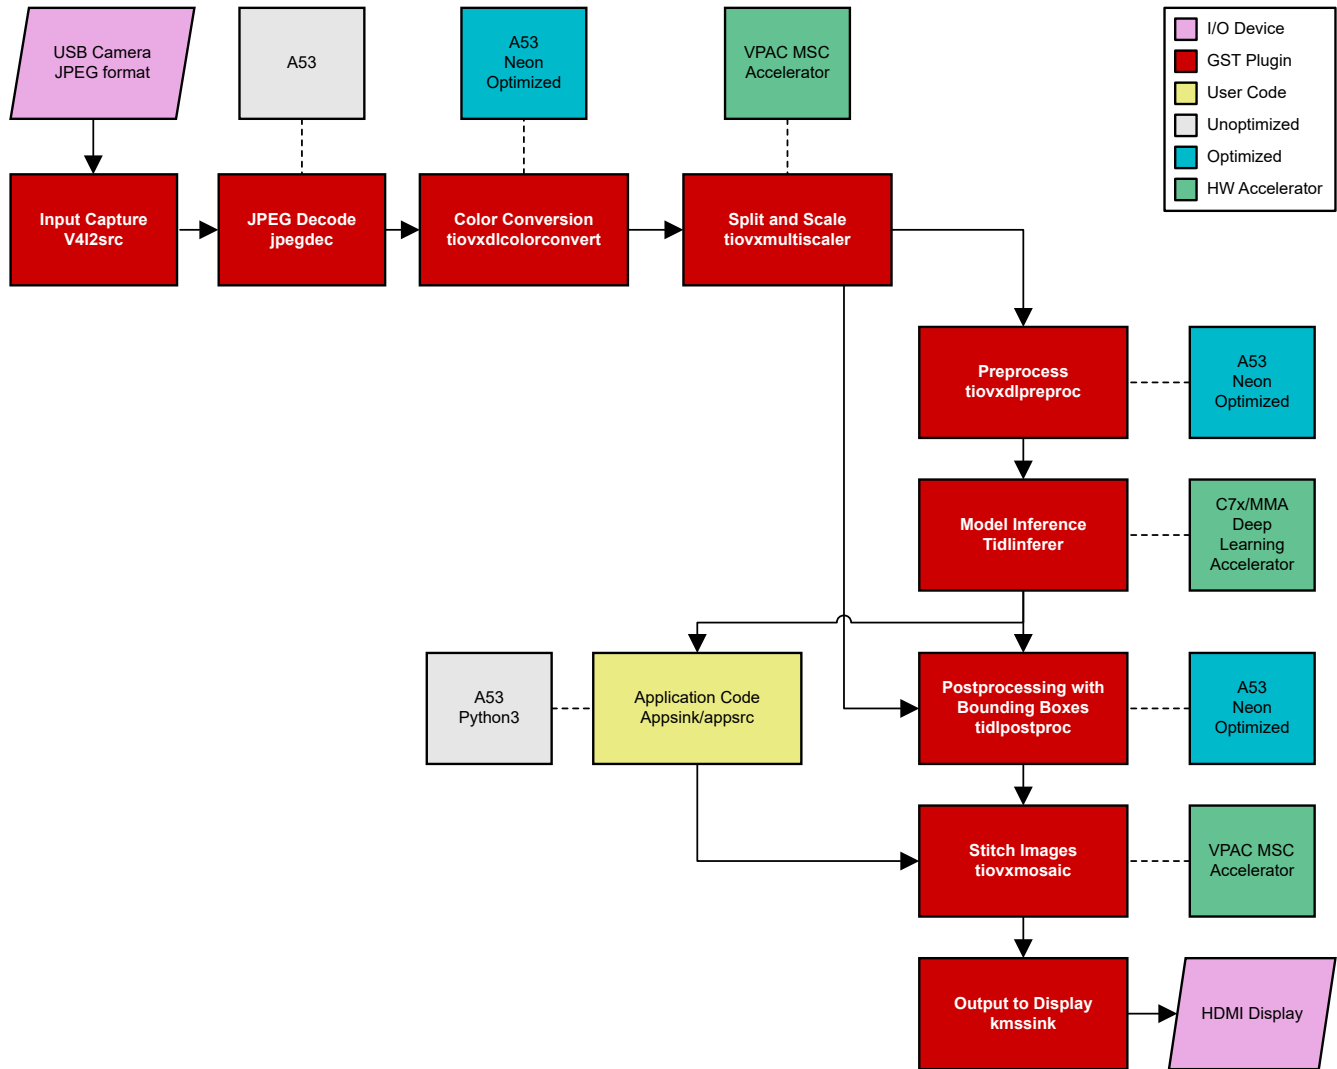 USB Camera
JPEG format
A53
A53
Neon
Optimized
VPAC MSC
Accelerator
I/O Device
GST Plugin
User Code
Unoptimized
Optimized
HW Accelerator
Input Capture
V4l2src
JPEG Decode
jpegdec
Color Conversion
tiovxdlcolorconvert
Split and Scale
tiovxmultiscaler
Preprocess
tiovxdlpreproc
A53
Neon
Optimized
Model Inference
Tidlinferer
C7x/MMA
Deep
Learning
Accelerator
A53
Python3
Application Code
Appsink/appsrc
Postprocessing with
Bounding Boxes
tidlpostproc
A53
Neon
Optimized
Stitch Images
tiovxmosaic
VPAC MSC
Accelerator
Output to Display
kmssink
HDMI Display